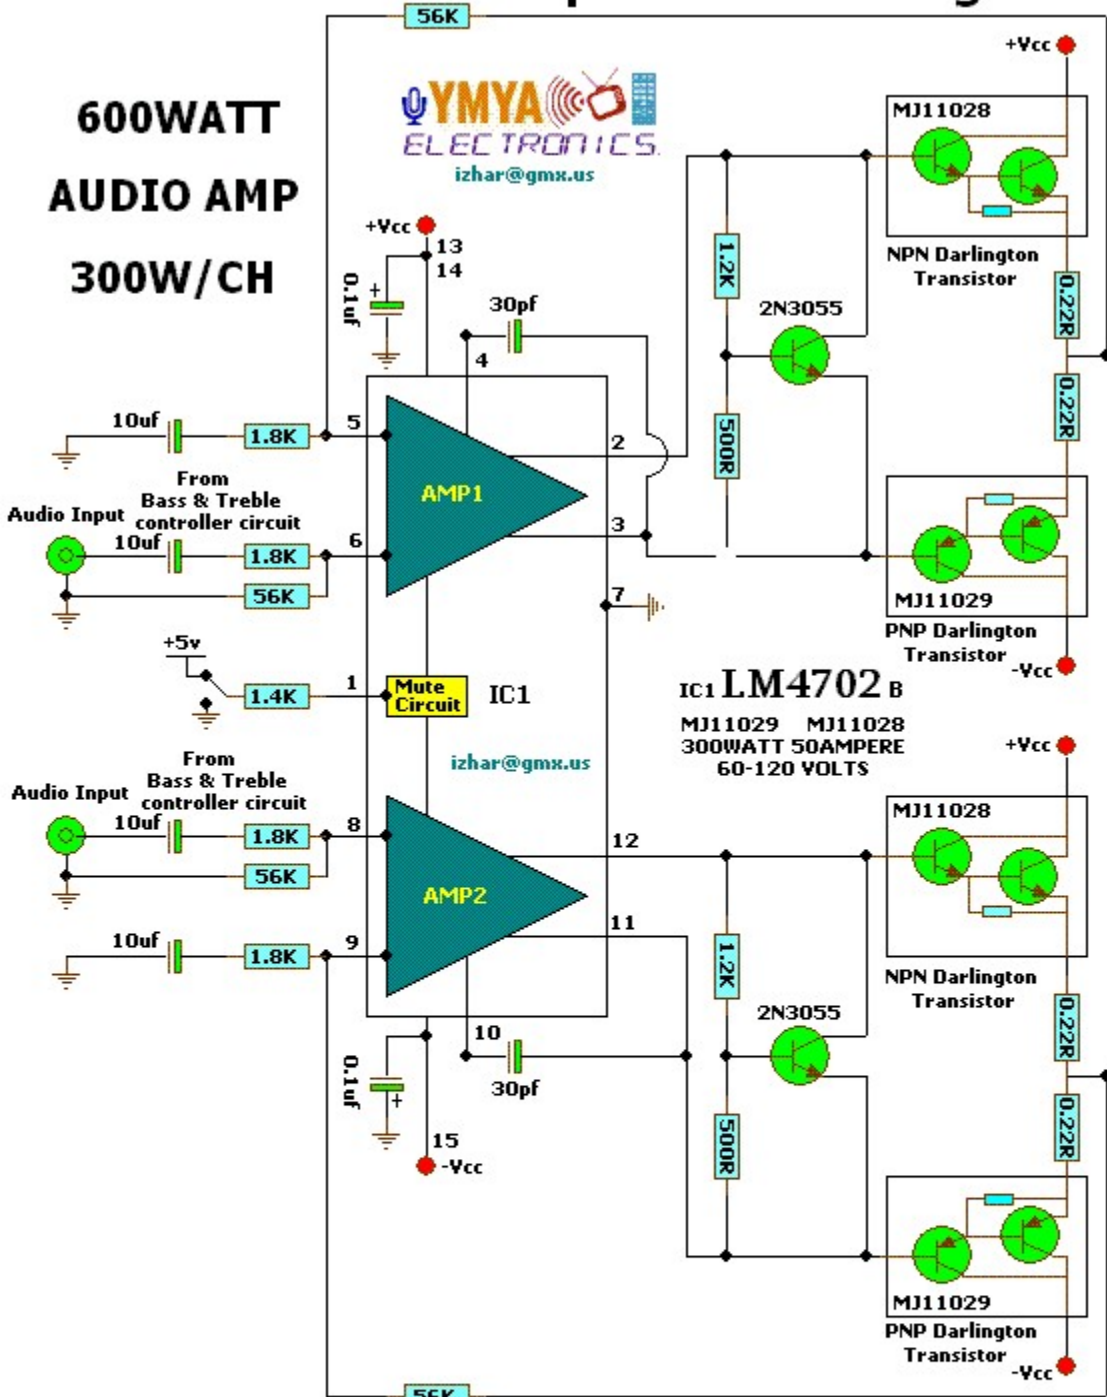 56K
+Vcc
600WATT
AUDIO AMP
300W/CH
YMYA
ELECTRONICS.
izhar@gmx.us
MJ11028
NPN Darlington
Transistor
+Vcc
13
14
0.1uf
+
30pf
4
1.2K
2N3055
0.22R
0.22R
500R
10uf
1.8K
5
2
AMP1
From
Bass & Treble
controller circuit
Audio Input
10uf
1.8K
6
3
56K
7
MJ11029
PNP Darlington
Transistor
-Vcc
+5v
1.4K
1
Mute
Circuit
IC1
IC1 LM4702 B
MJ11029 MJ11028
300WATT 50AMPERE
60-120 VOLTS
izhar@gmx.us
+Vcc
From
Bass & Treble
controller circuit
Audio Input
10uf
1.8K
8
12
56K
AMP2
MJ11028
NPN Darlington
Transistor
10uf
1.8K
9
11
1.2K
2N3055
0.22R
0.22R
500R
10
30pf
0.1uf
+
15
-Vcc
MJ11029
PNP Darlington
Transistor
-Vcc
56K